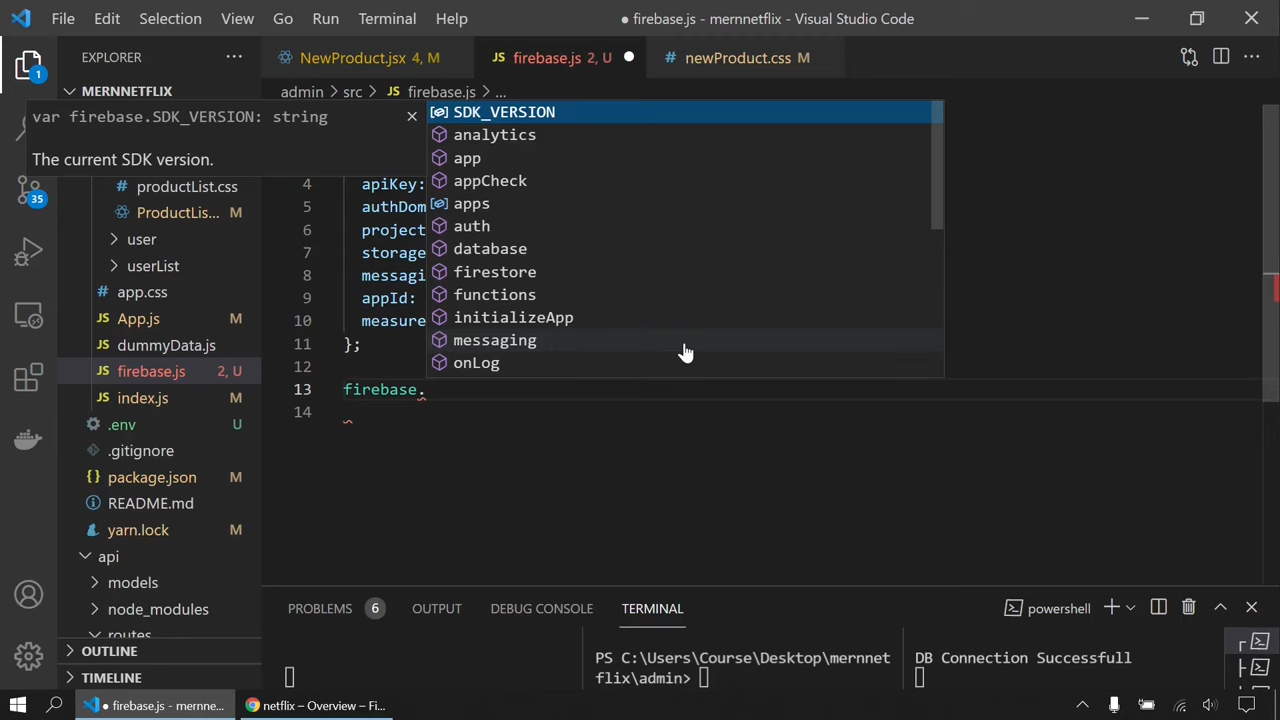 File Edit Selection View Go Run Terminal Help
● firebase.js - mernnetflix - Visual Studio Code
EXPLORER ...
NewProduct.jsx 4, M
JS firebase.js 2, U
# newProduct.css M
...
MERNNETFLIX
admin > src > JS firebase.js > ...
var firebase.SDK_VERSION: string
The current SDK version.
SDK_VERSION
analytics
app
appCheck
apps
auth
database
firestore
functions
initializeApp
messaging
onLog
# productList.css
ProductLis... M
user
userList
# app.css
JS App.js M
JS dummyData.js
JS firebase.js 2, U
JS index.js M
.env U
.gitignore
{} package.json M
README.md
yarn.lock M
api
models
node_modules
routes
OUTLINE
TIMELINE
1
35
4 apiKey:
5 authDom
6 project
7 storage
8 messagi
9 appId:
10 measure
11 };
12
13 firebase.
14
PROBLEMS 6 OUTPUT DEBUG CONSOLE TERMINAL
powershell
PS C:\Users\Course\Desktop\mernnet
flix\admin>
DB Connection Successfull
● firebase.js - mernne...
netflix – Overview – Fi...